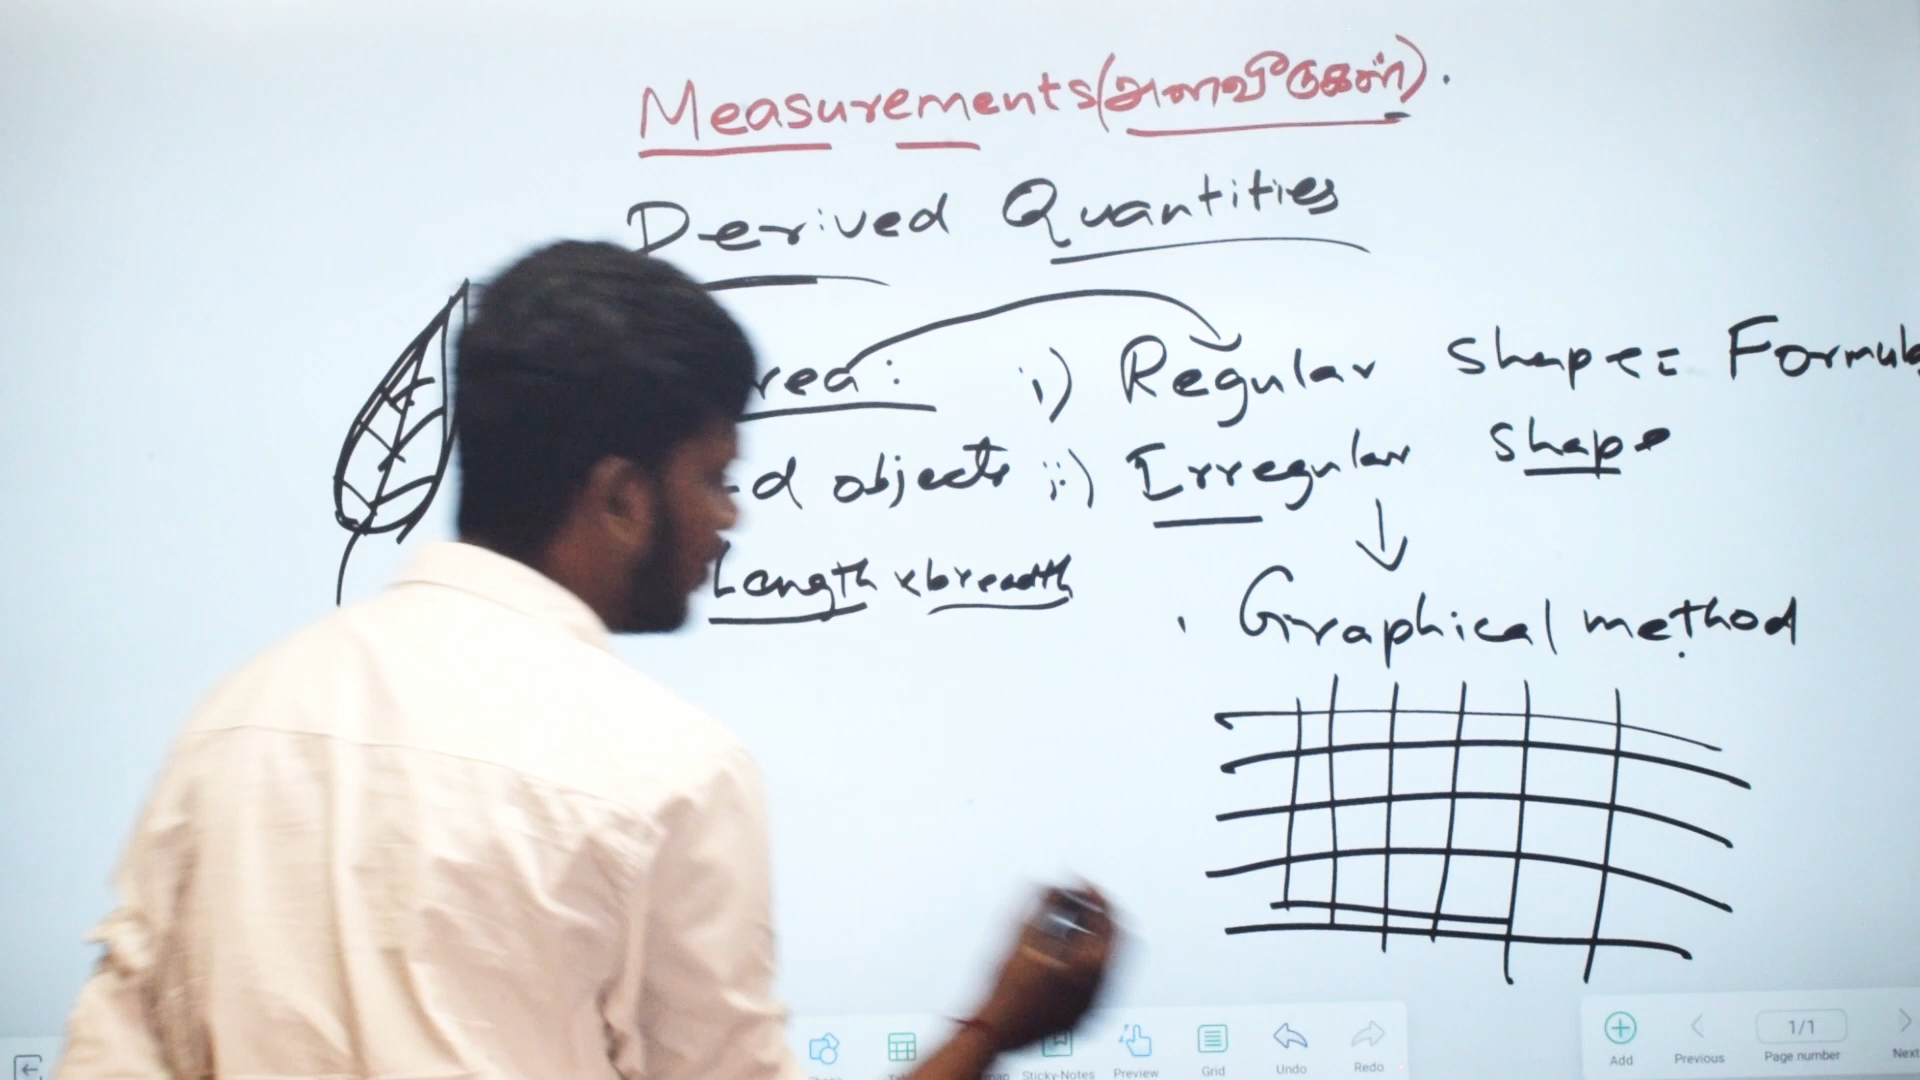 Measurements (அளவீடுகள்).
Derived Quantities
rea: i) Regular shape = Formula
-d objects ii) Irregular shape
Length x breadth
Graphical method
Sticky-Notes Preview Grid Undo Redo
Add Previous 1/1 Page number Next